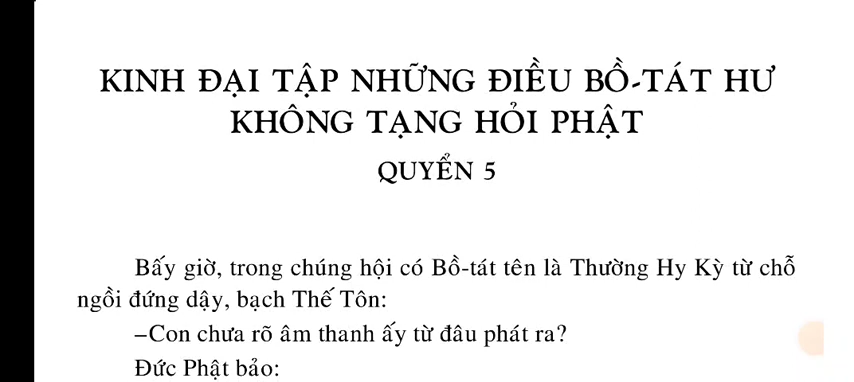 KINH ĐẠI TẬP NHỮNG ĐIỀU BỒ-TÁT HƯ
KHÔNG TẠNG HỎI PHẬT
QUYỂN 5
Bấy giờ, trong chúng hội có Bồ-tát tên là Thường Hy Kỳ từ chỗ
ngồi đứng dậy, bạch Thế Tôn:
–Con chưa rõ âm thanh ấy từ đâu phát ra?
Đức Phật bảo: